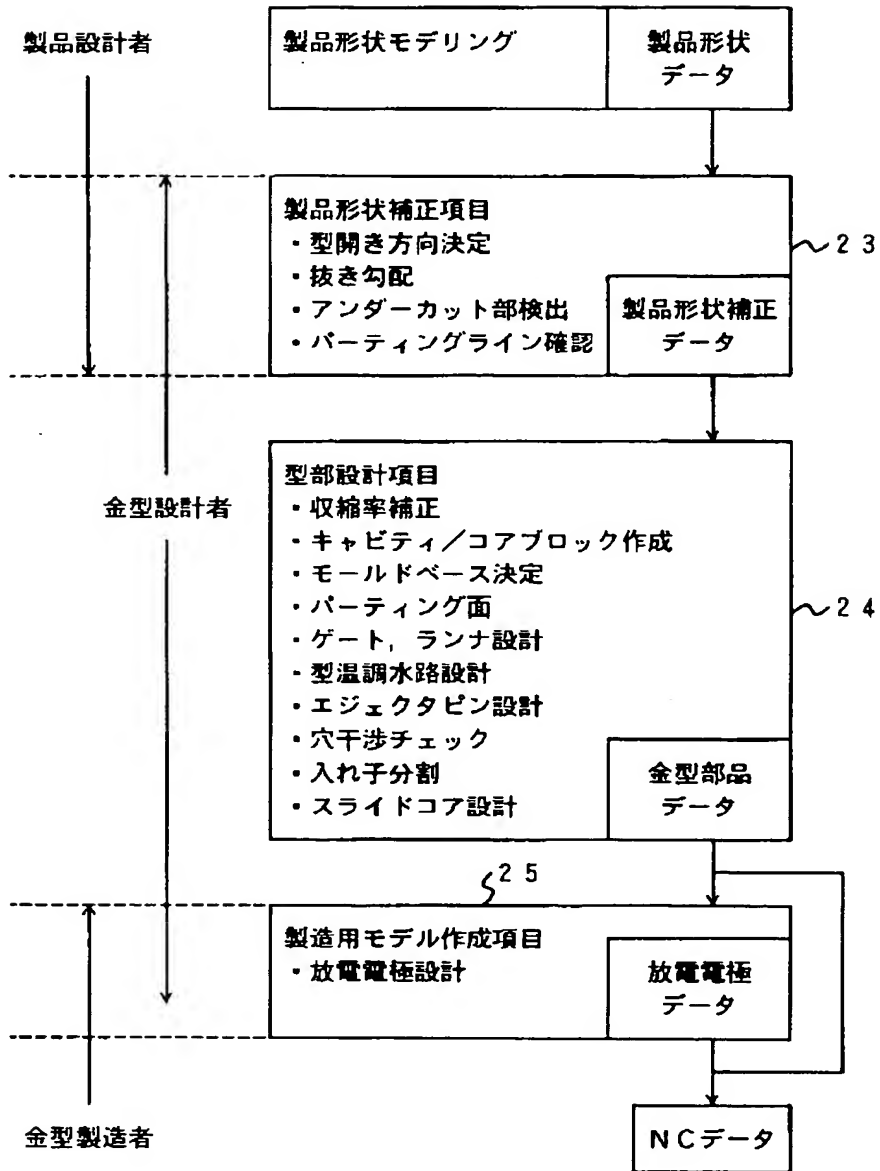 製品設計者
製品形状モデリング
製品形状
データ
製品形状補正項目
・型開き方向決定
・抜き勾配
・アンダーカット部検出
・パーティングライン確認
製品形状補正
データ
23
金型設計者
型部設計項目
・収縮率補正
・キャビティ／コアブロック作成
・モールドベース決定
・パーティング面
・ゲート，ランナ設計
・型温調水路設計
・エジェクタピン設計
・穴干渉チェック
・入れ子分割
・スライドコア設計
金型部品
データ
24
25
製造用モデル作成項目
・放電電極設計
放電電極
データ
金型製造者
NCデータ